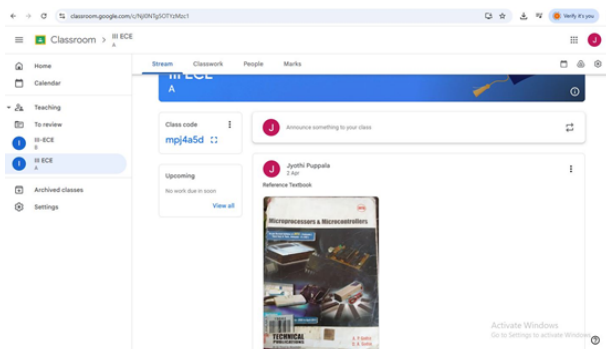 classroom.google.com/c/NjI0NTg5OTYzMzc1
Verify it's you
Classroom > III ECE
A
J
Stream Classwork People Marks
Home
Calendar
Teaching
To review
III-ECE
B
III ECE
A
Archived classes
Settings
III ECE
A
Class code
mpj4a5d
Upcoming
No work due in soon
View all
J
Announce something to your class
J
Jyothi Puppala
2 Apr
Reference Textbook
Microprocessors & Microcontrollers
TECHNICAL
PUBLICATIONS
Activate Windows
Go to Settings to activate Windows